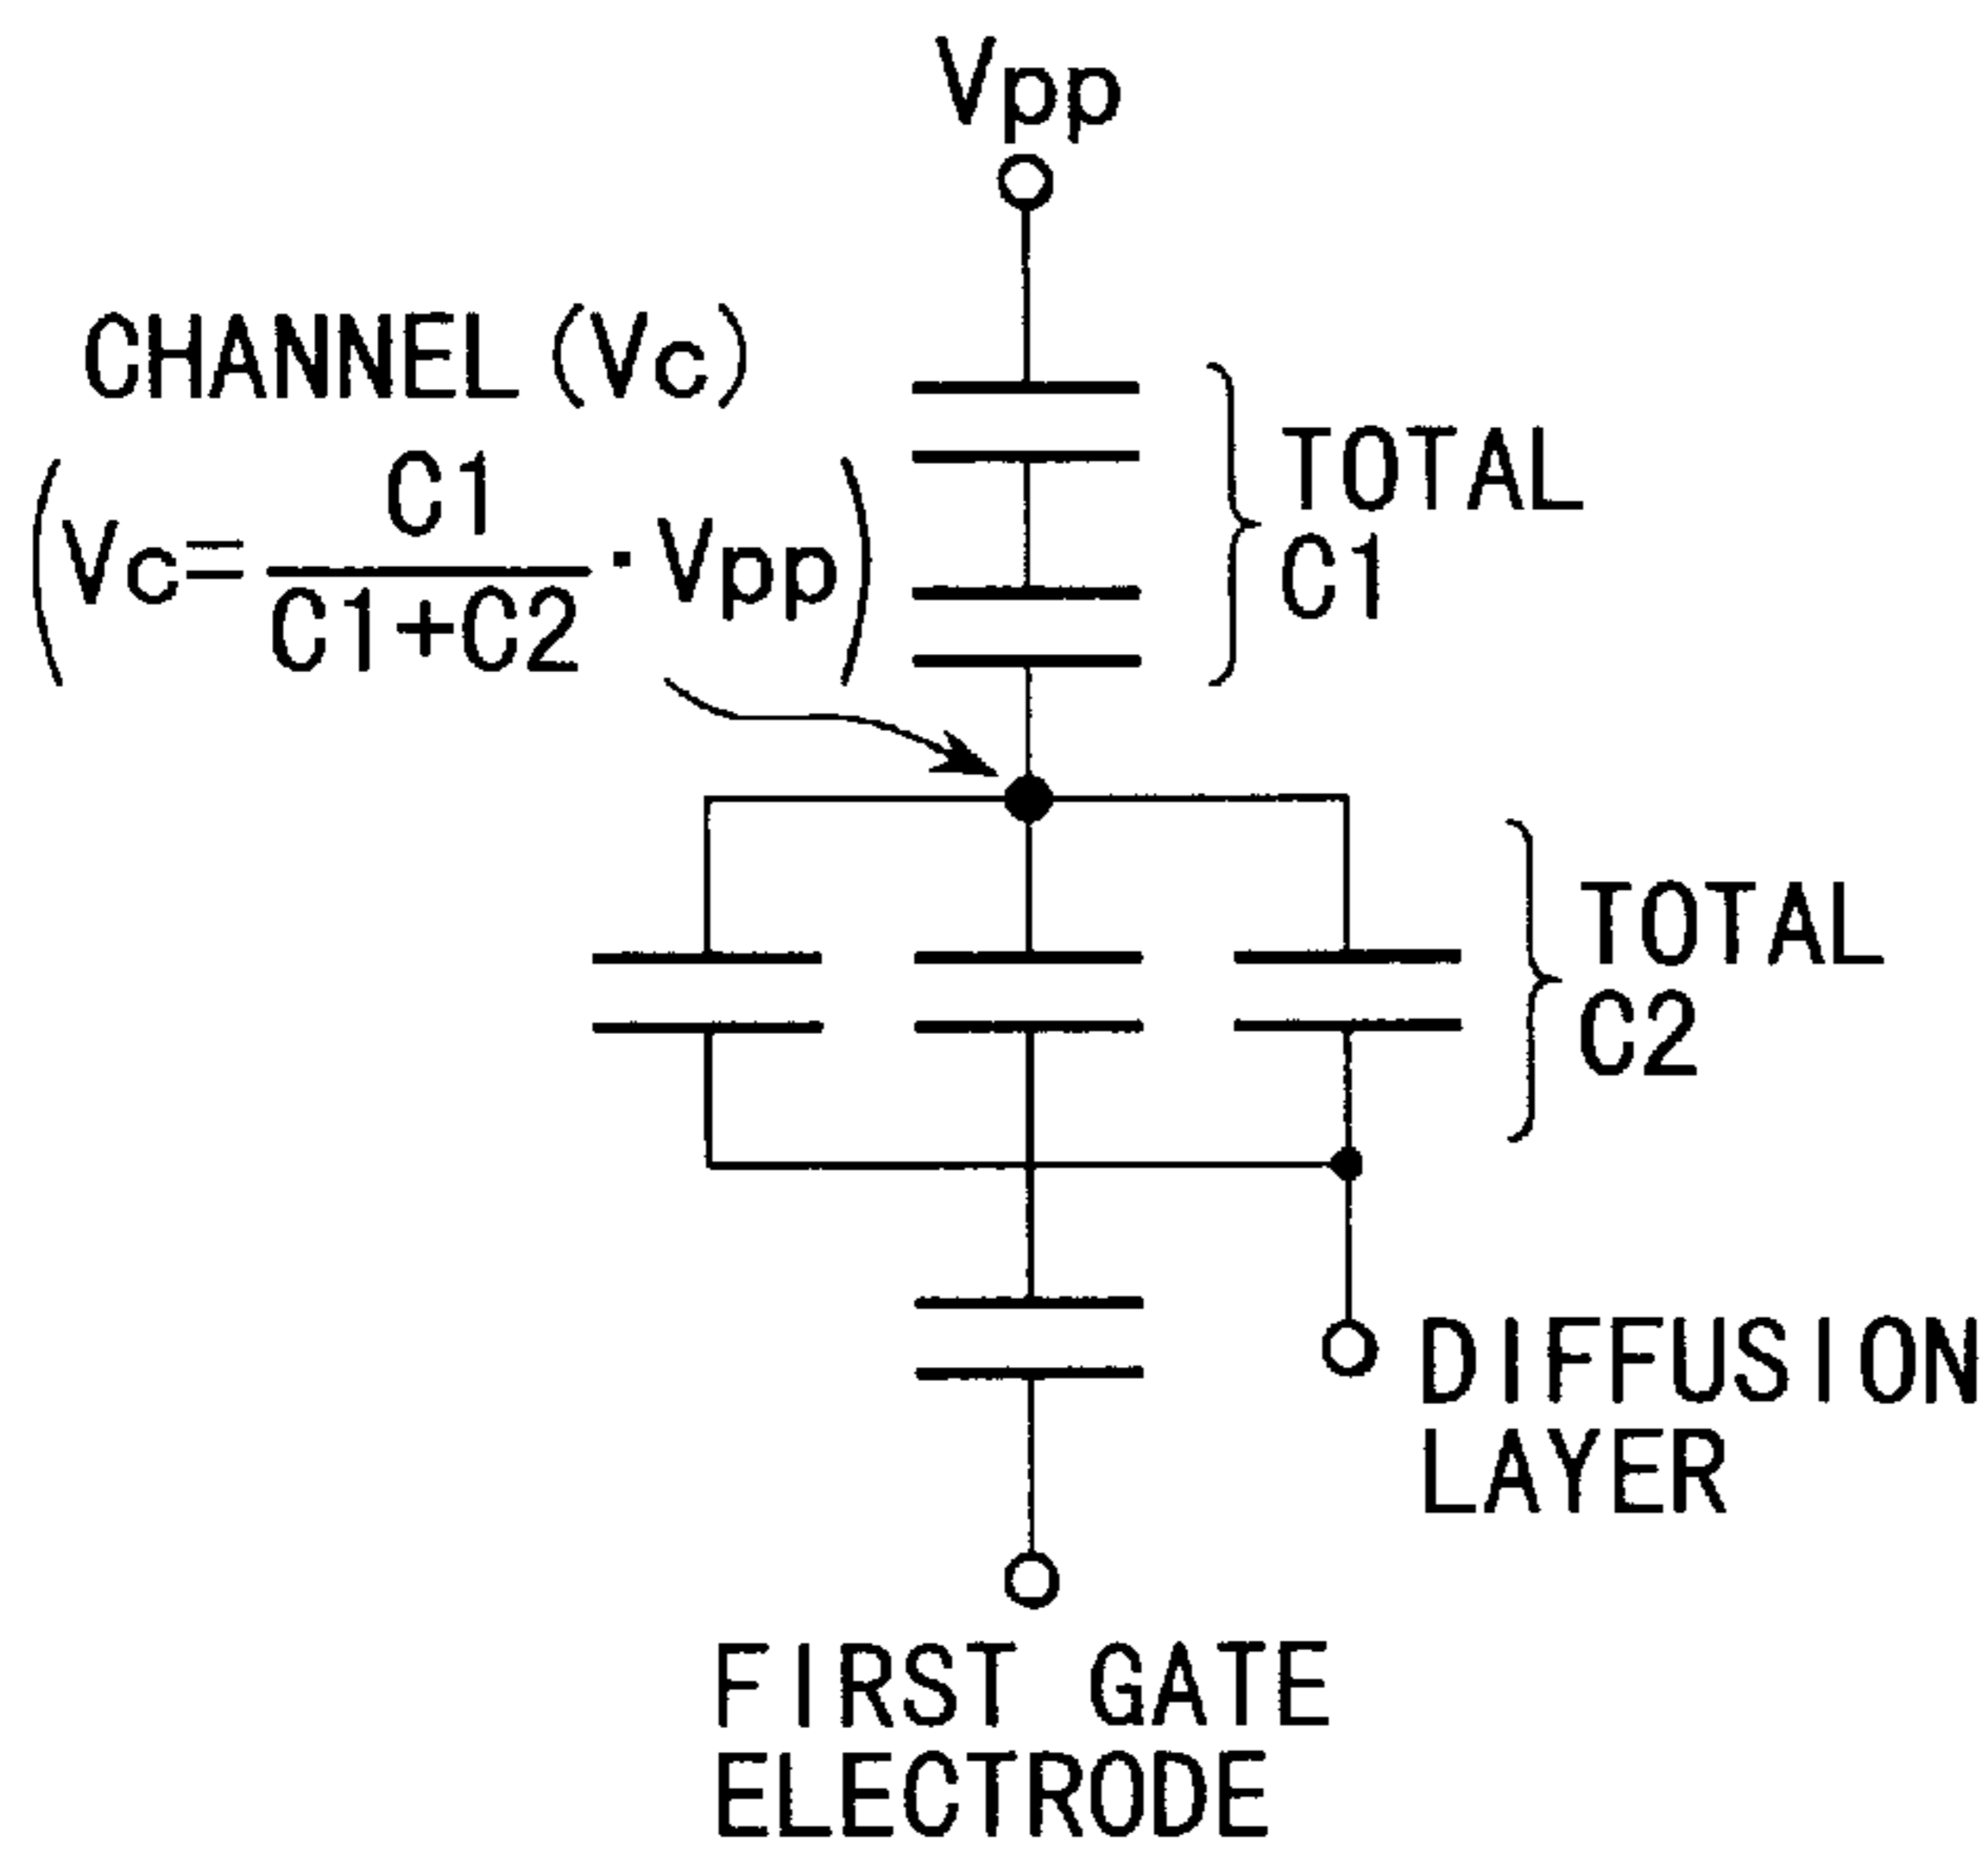 Vpp
CHANNEL (Vc)
(Vc=C1/C1+C2·Vpp)
TOTAL
C1
TOTAL
C2
DIFFUSION
LAYER
FIRST GATE
ELECTRODE